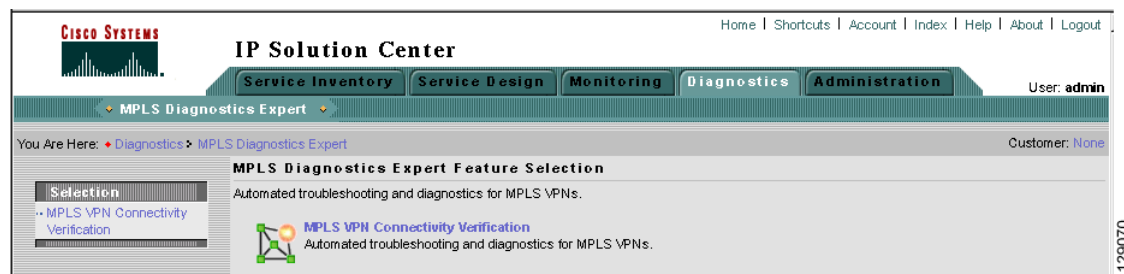 CISCO SYSTEMS
Home | Shortcuts | Account | Index | Help | About | Logout
IP Solution Center
Service Inventory Service Design Monitoring Diagnostics Administration
User: admin
MPLS Diagnostics Expert
You Are Here: Diagnostics MPLS Diagnostics Expert
Customer: None
MPLS Diagnostics Expert Feature Selection
Selection
MPLS VPN Connectivity
Verification
Automated troubleshooting and diagnostics for MPLS VPNs.
MPLS VPN Connectivity Verification
Automated troubleshooting and diagnostics for MPLS VPNs.
129070